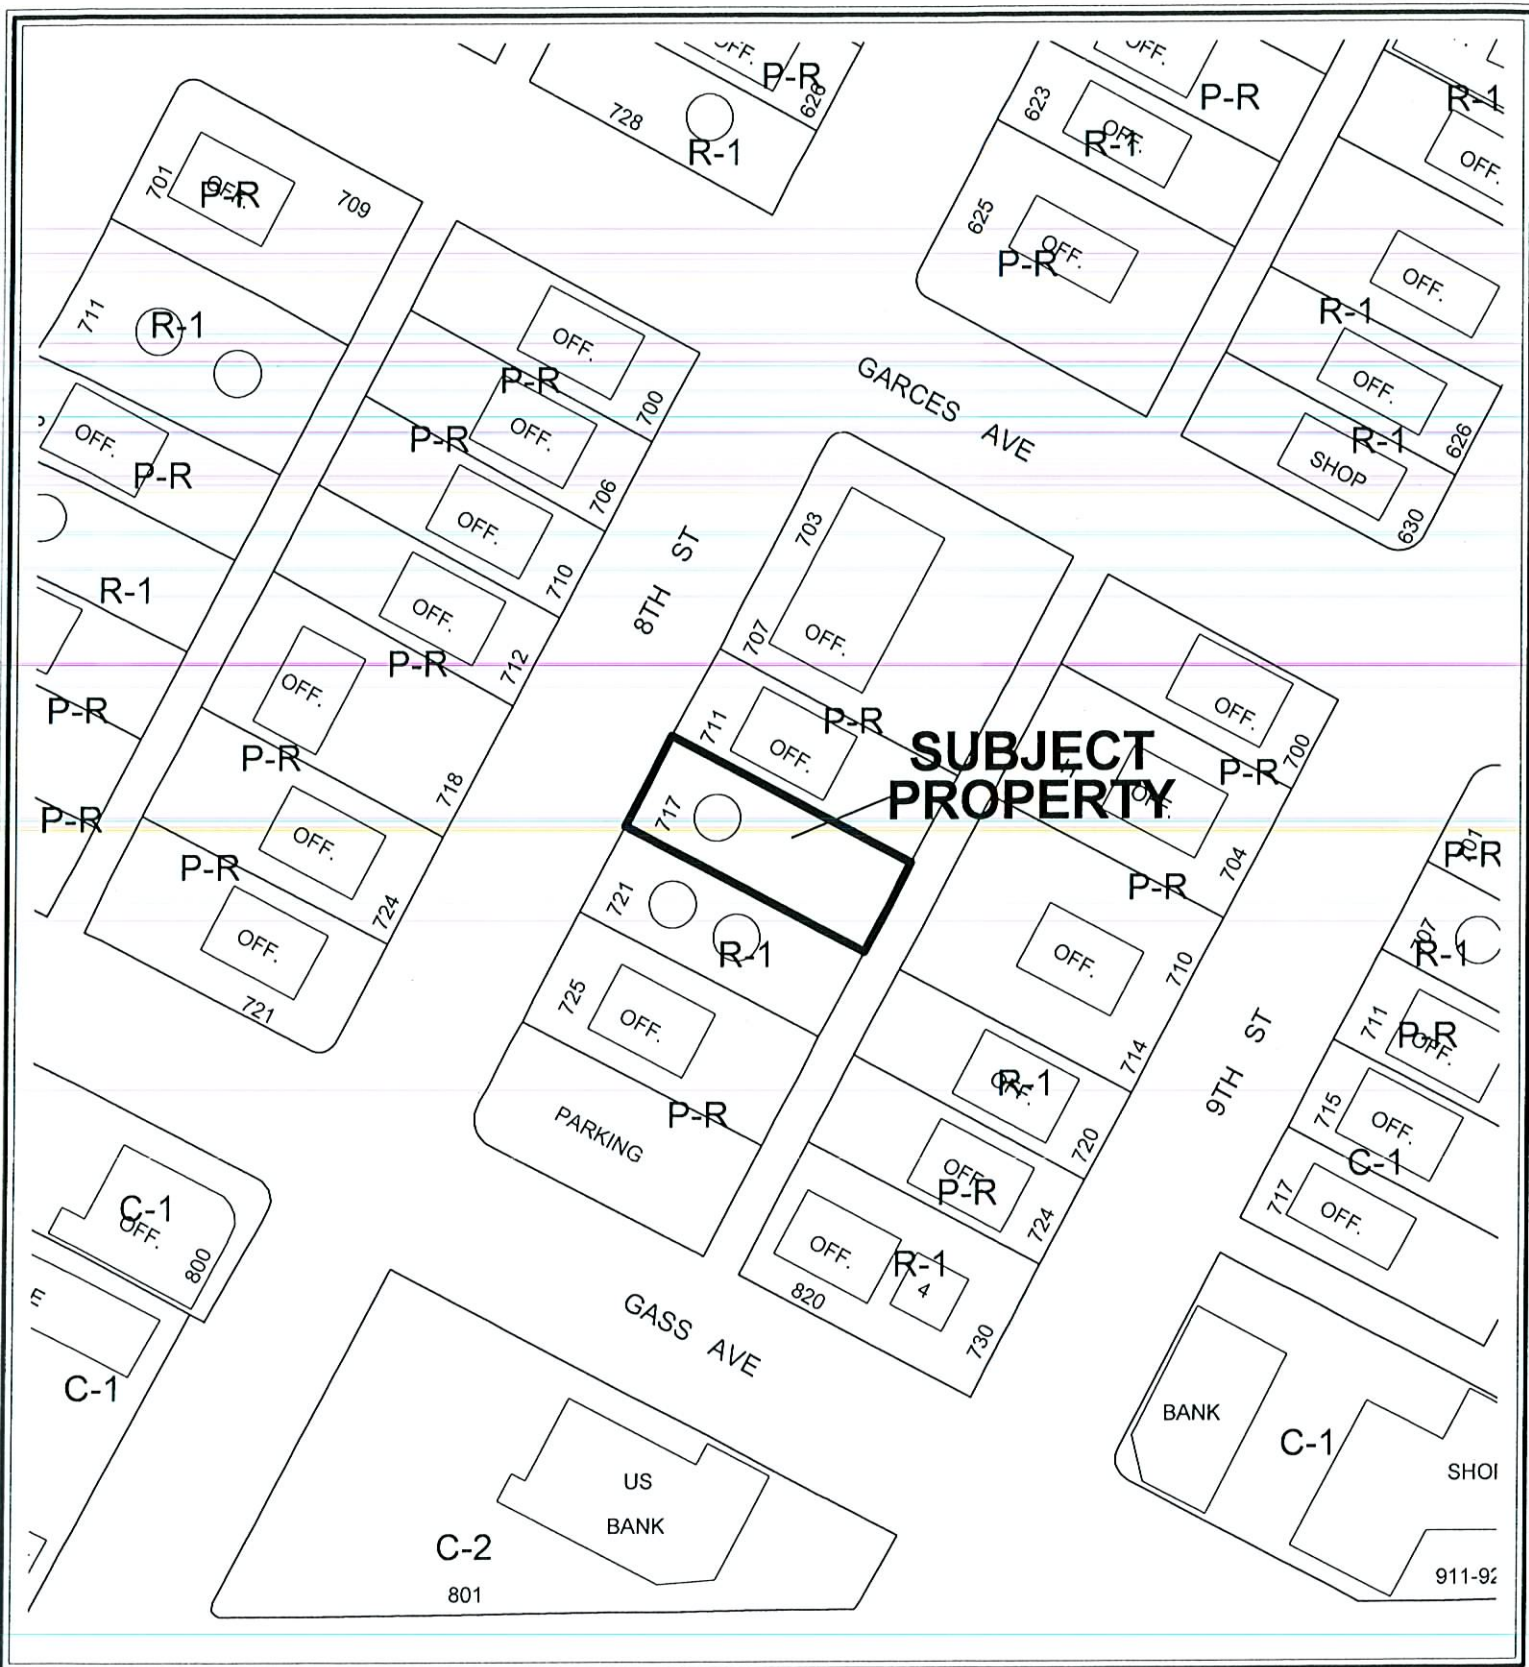 OFF.
P-R
626
728
R-1
OFF.
P-R
623
OFF.
R-1
R-1
OFF.
701
OFF.
P-R
709
625
OFF.
P-R
711
R-1
OFF.
R-1
OFF.
P-R
700
OFF.
P-R
706
OFF.
P-R
OFF.
710
OFF.
P-R
712
GARCES AVE
OFF.
R-1
626
SHOP
630
8TH ST
703
707
OFF.
R-1
P-R
P-R
OFF.
P-R
718
OFF.
P-R
724
OFF.
721
711
OFF.
P-R
SUBJECT
PROPERTY
717
721
R-1
725
OFF.
P-R
PARKING
OFF.
700
P-R
OFF.
704
P-R
OFF.
710
714
OFF.
R-1
720
OFF.
P-R
724
OFF.
R-1
4
820
730
9TH ST
701
P-R
707
R-1
711
P-R
OFF.
715
OFF.
C-1
717
OFF.
C-1
OFF.
800
E
C-1
GASS AVE
US
BANK
C-2
801
BANK
C-1
SHOP
911-92